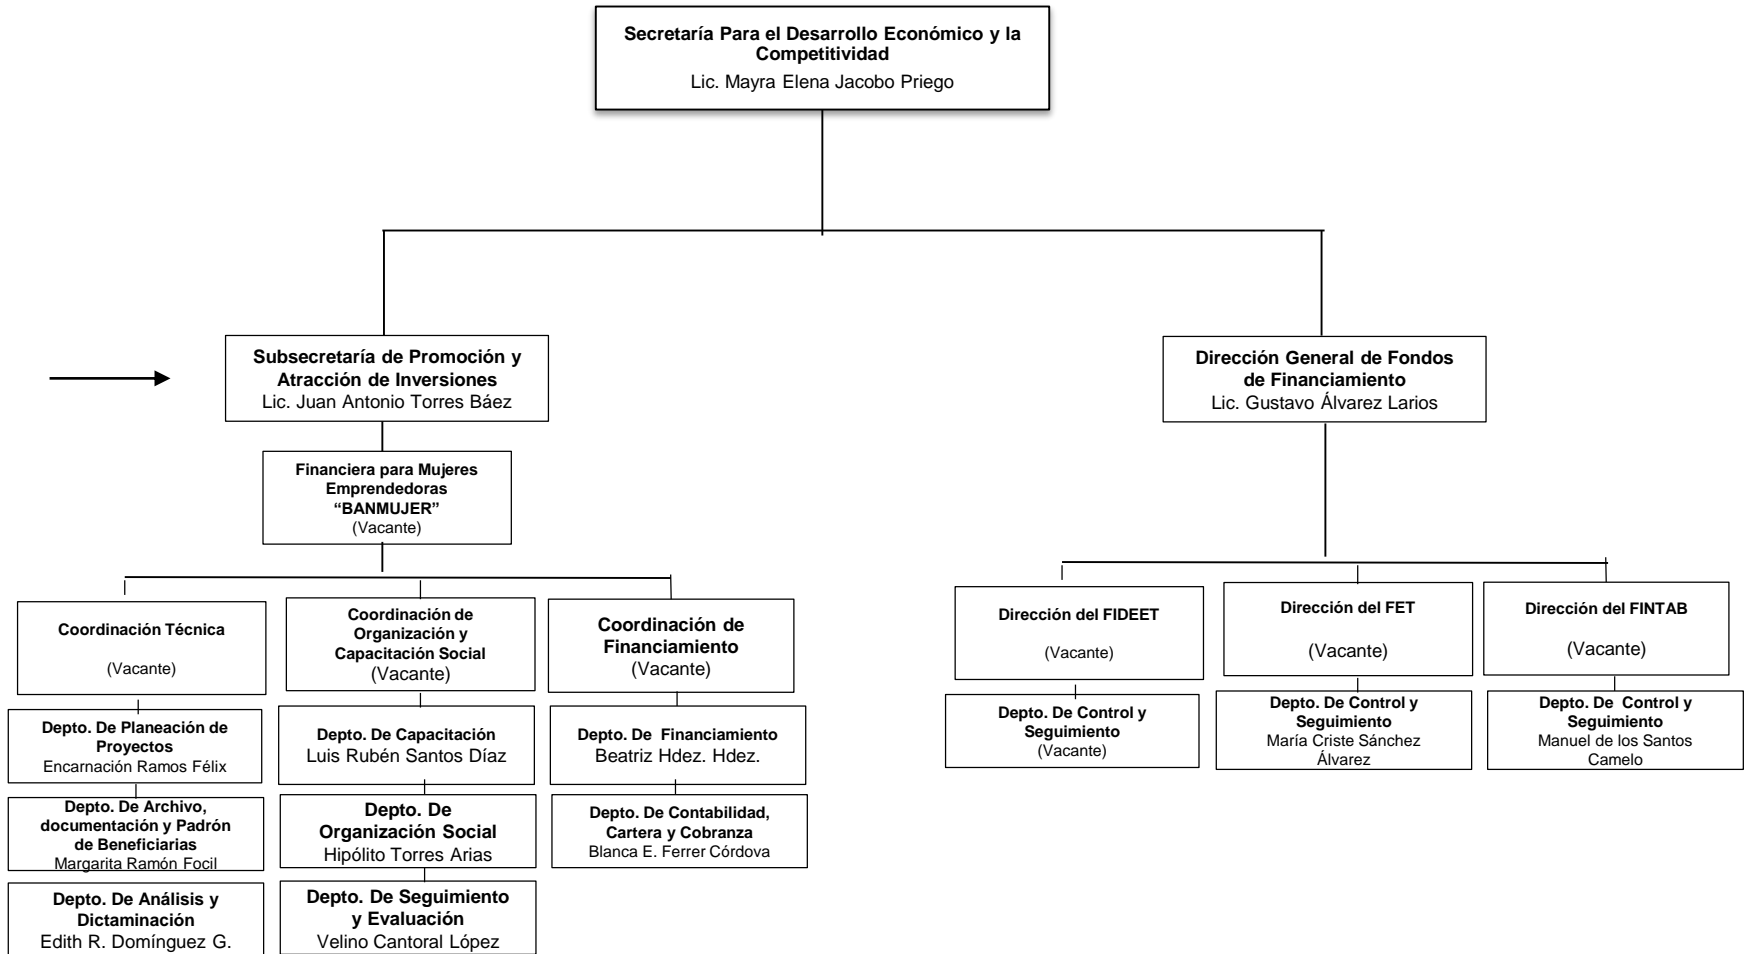 Secretaría Para el Desarrollo Económico y la
Competitividad
Lic. Mayra Elena Jacobo Priego
Subsecretaría de Promoción y
Atracción de Inversiones
Lic. Juan Antonio Torres Báez
Dirección General de Fondos
de Financiamiento
Lic. Gustavo Álvarez Larios
Financiera para Mujeres
Emprendedoras
“BANMUJER”
(Vacante)
Coordinación Técnica
(Vacante)
Coordinación de
Organización y
Capacitación Social
(Vacante)
Coordinación de
Financiamiento
(Vacante)
Dirección del FIDEET
(Vacante)
Dirección del FET
(Vacante)
Dirección del FINTAB
(Vacante)
Depto. De Planeación de
Proyectos
Encarnación Ramos Félix
Depto. De Capacitación
Luis Rubén Santos Díaz
Depto. De  Financiamiento
Beatriz Hdez. Hdez.
Depto. De Control y
Seguimiento
(Vacante)
Depto. De Control y
Seguimiento
María Criste Sánchez
Álvarez
Depto. De  Control y
Seguimiento
Manuel de los Santos
Camelo
Depto. De Archivo,
documentación y Padrón
de Beneficiarias
Margarita Ramón Focil
Depto. De
Organización Social
Hipólito Torres Arias
Depto. De Contabilidad,
Cartera y Cobranza
Blanca E. Ferrer Córdova
Depto. De Análisis y
Dictaminación
Edith R. Domínguez G.
Depto. De Seguimiento
y Evaluación
Velino Cantoral López